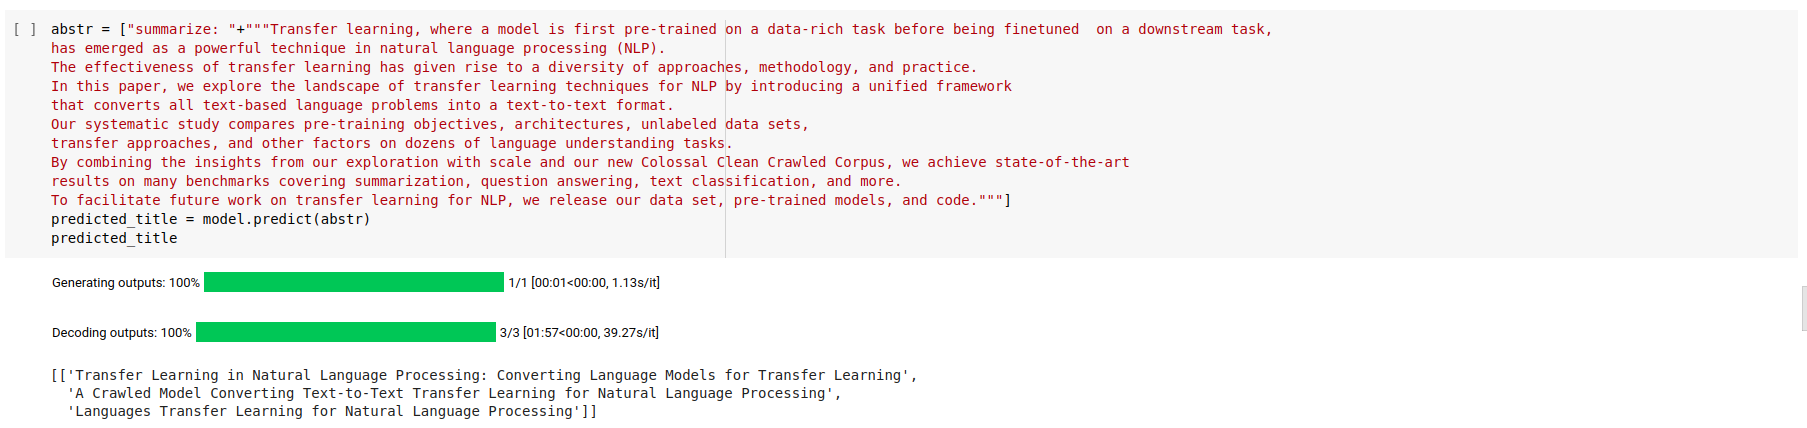 [ ] abstr = ["summarize: "+"""Transfer learning, where a model is first pre-trained on a data-rich task before being finetuned  on a downstream task,
has emerged as a powerful technique in natural language processing (NLP).
The effectiveness of transfer learning has given rise to a diversity of approaches, methodology, and practice.
In this paper, we explore the landscape of transfer learning techniques for NLP by introducing a unified framework
that converts all text-based language problems into a text-to-text format.
Our systematic study compares pre-training objectives, architectures, unlabeled data sets,
transfer approaches, and other factors on dozens of language understanding tasks.
By combining the insights from our exploration with scale and our new Colossal Clean Crawled Corpus, we achieve state-of-the-art
results on many benchmarks covering summarization, question answering, text classification, and more.
To facilitate future work on transfer learning for NLP, we release our data set, pre-trained models, and code."""]
predicted_title = model.predict(abstr)
predicted_title
Generating outputs: 100% 1/1 [00:01<00:00, 1.13s/it]
Decoding outputs: 100% 3/3 [01:57<00:00, 39.27s/it]
[['Transfer Learning in Natural Language Processing: Converting Language Models for Transfer Learning',
'A Crawled Model Converting Text-to-Text Transfer Learning for Natural Language Processing',
'Languages Transfer Learning for Natural Language Processing']]